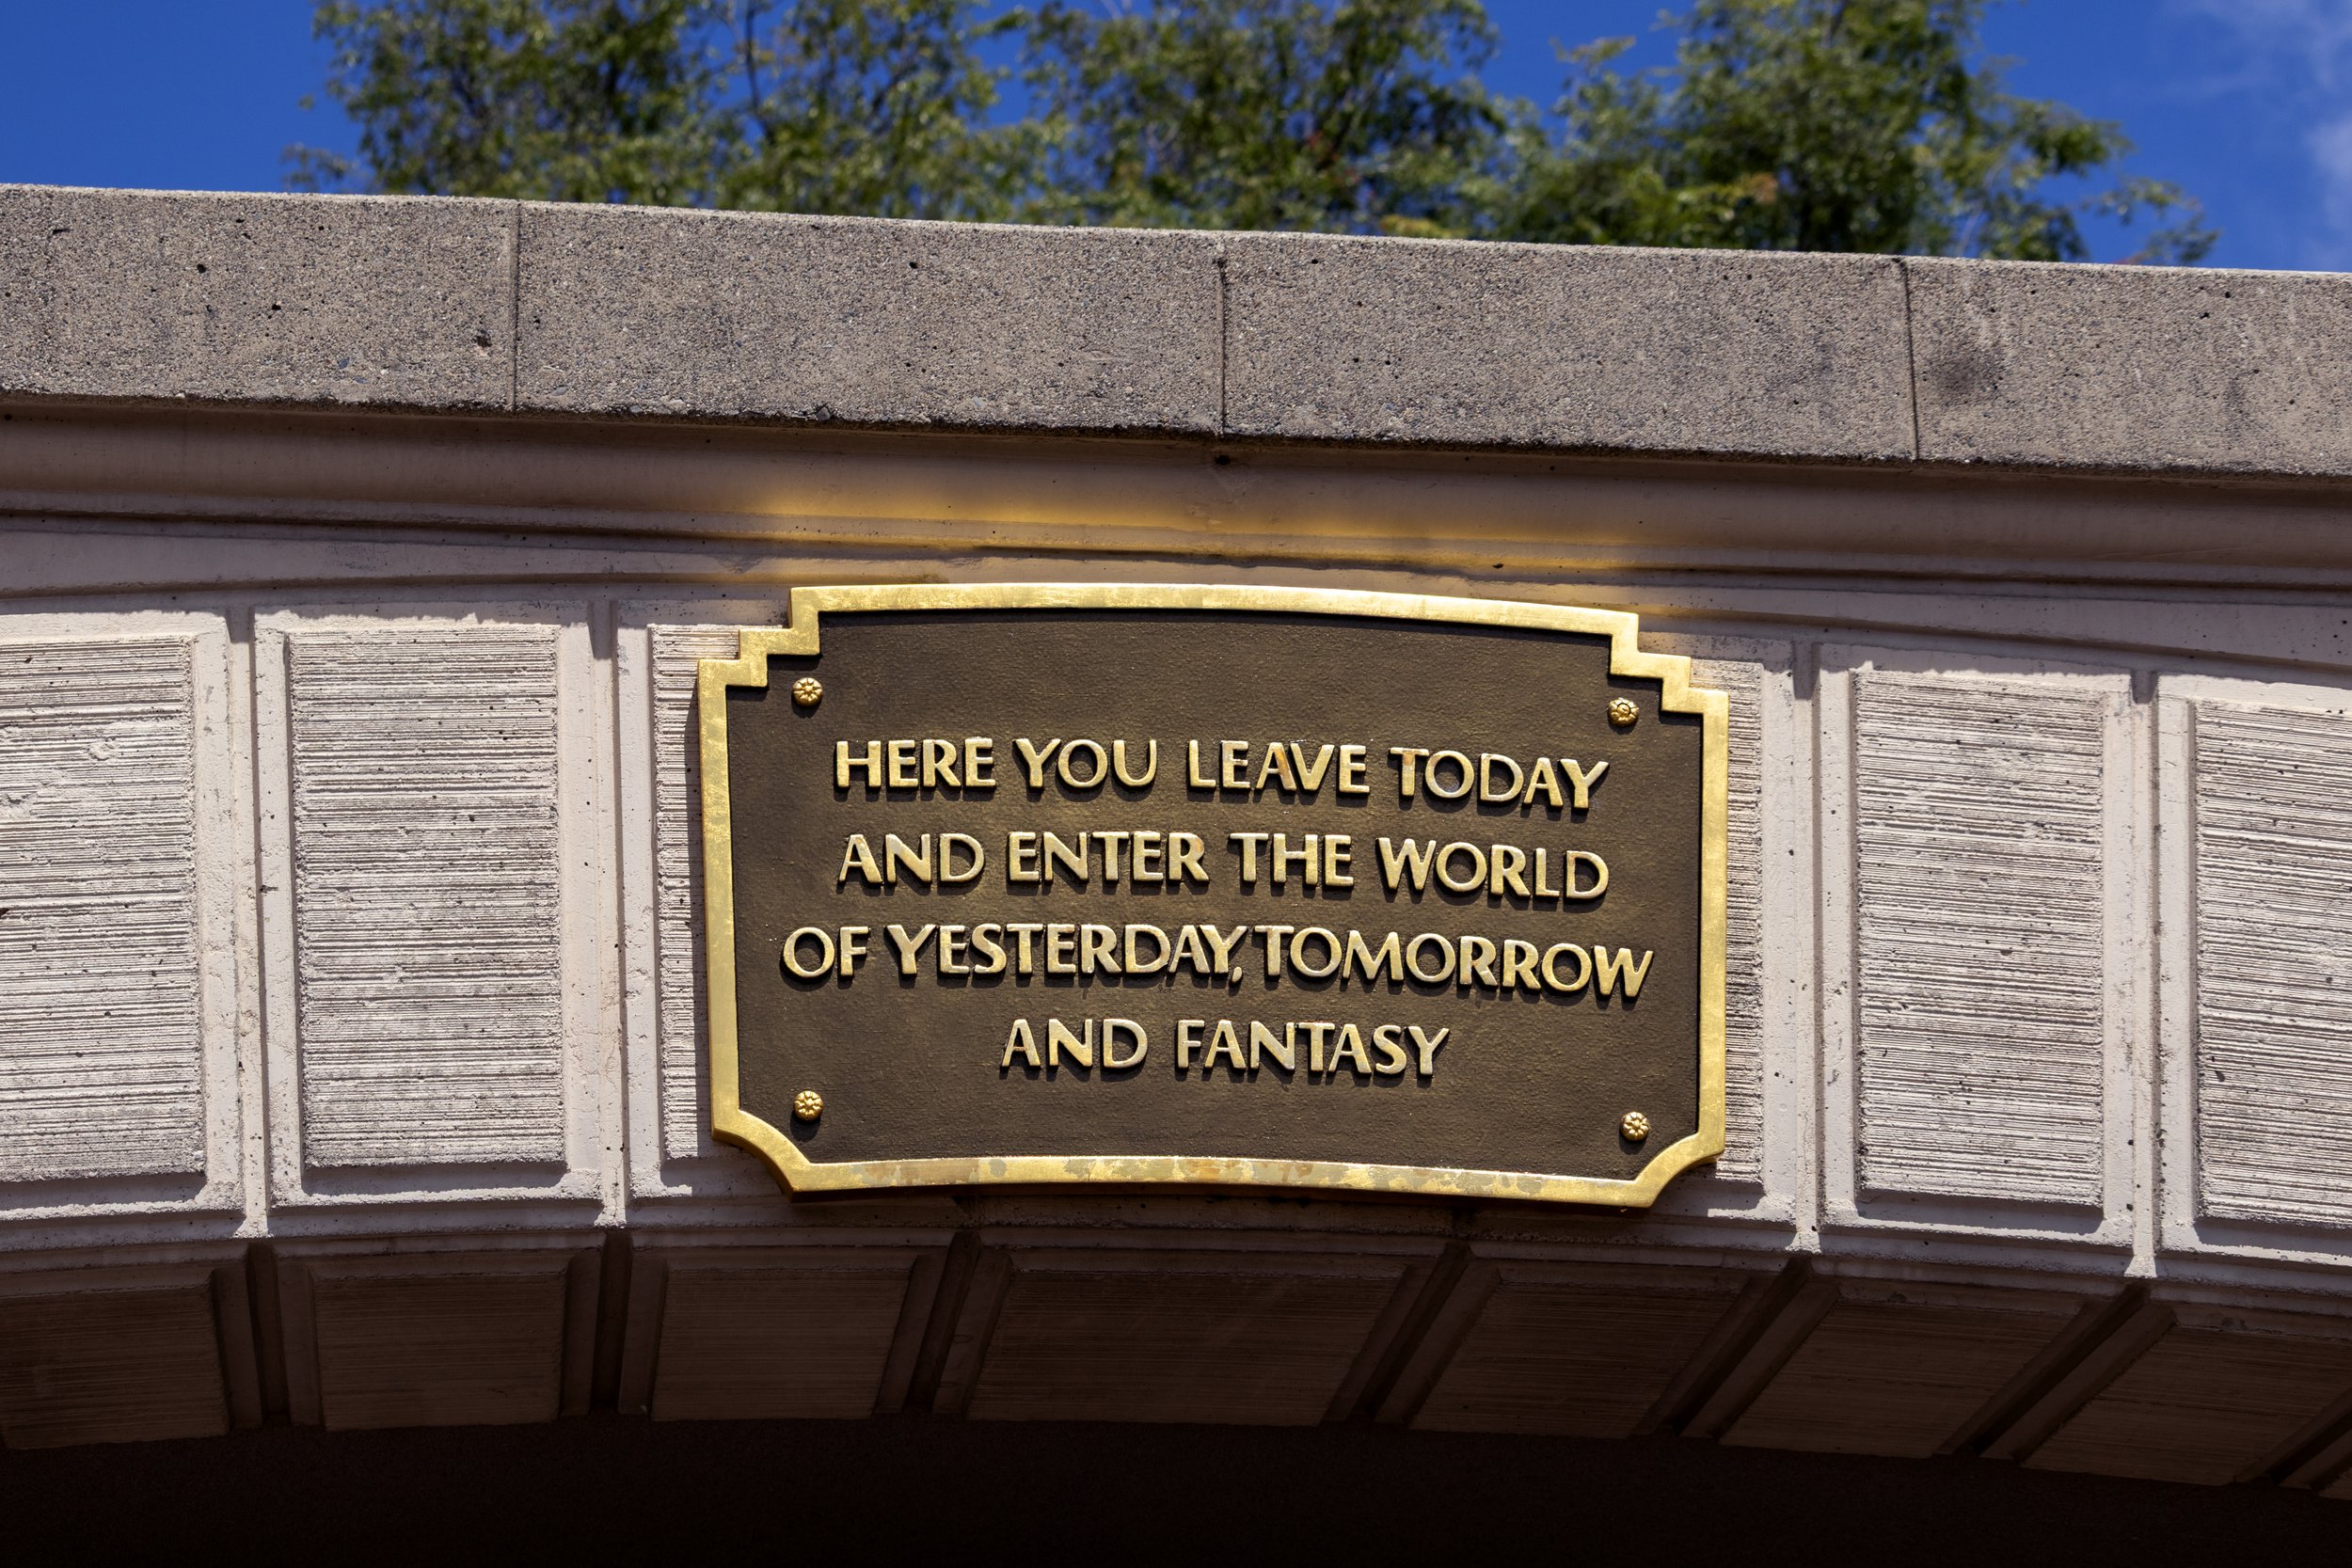 HERE YOU LEAVE TODAY
AND ENTER THE WORLD
OF YESTERDAY, TOMORROW
AND FANTASY